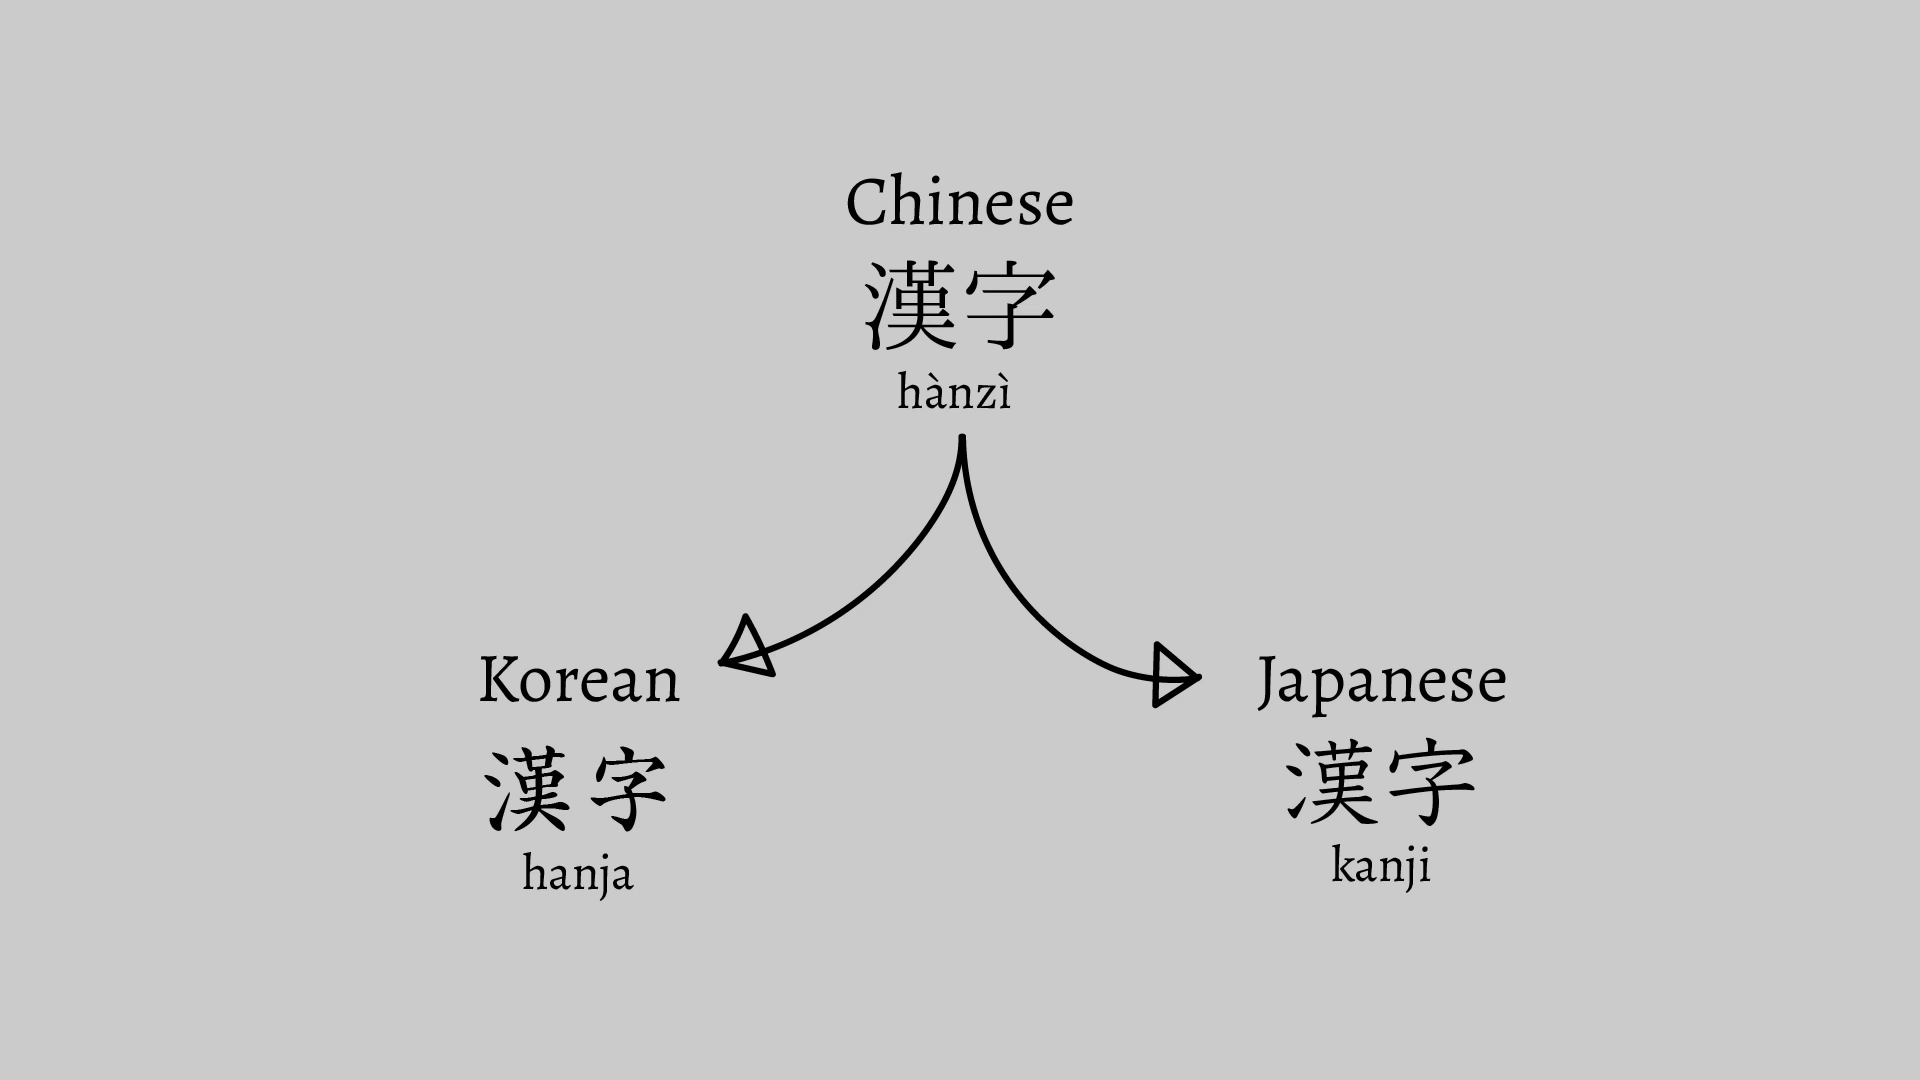 Chinese
漢字
hànzì
Korean
漢字
hanja
Japanese
漢字
kanji